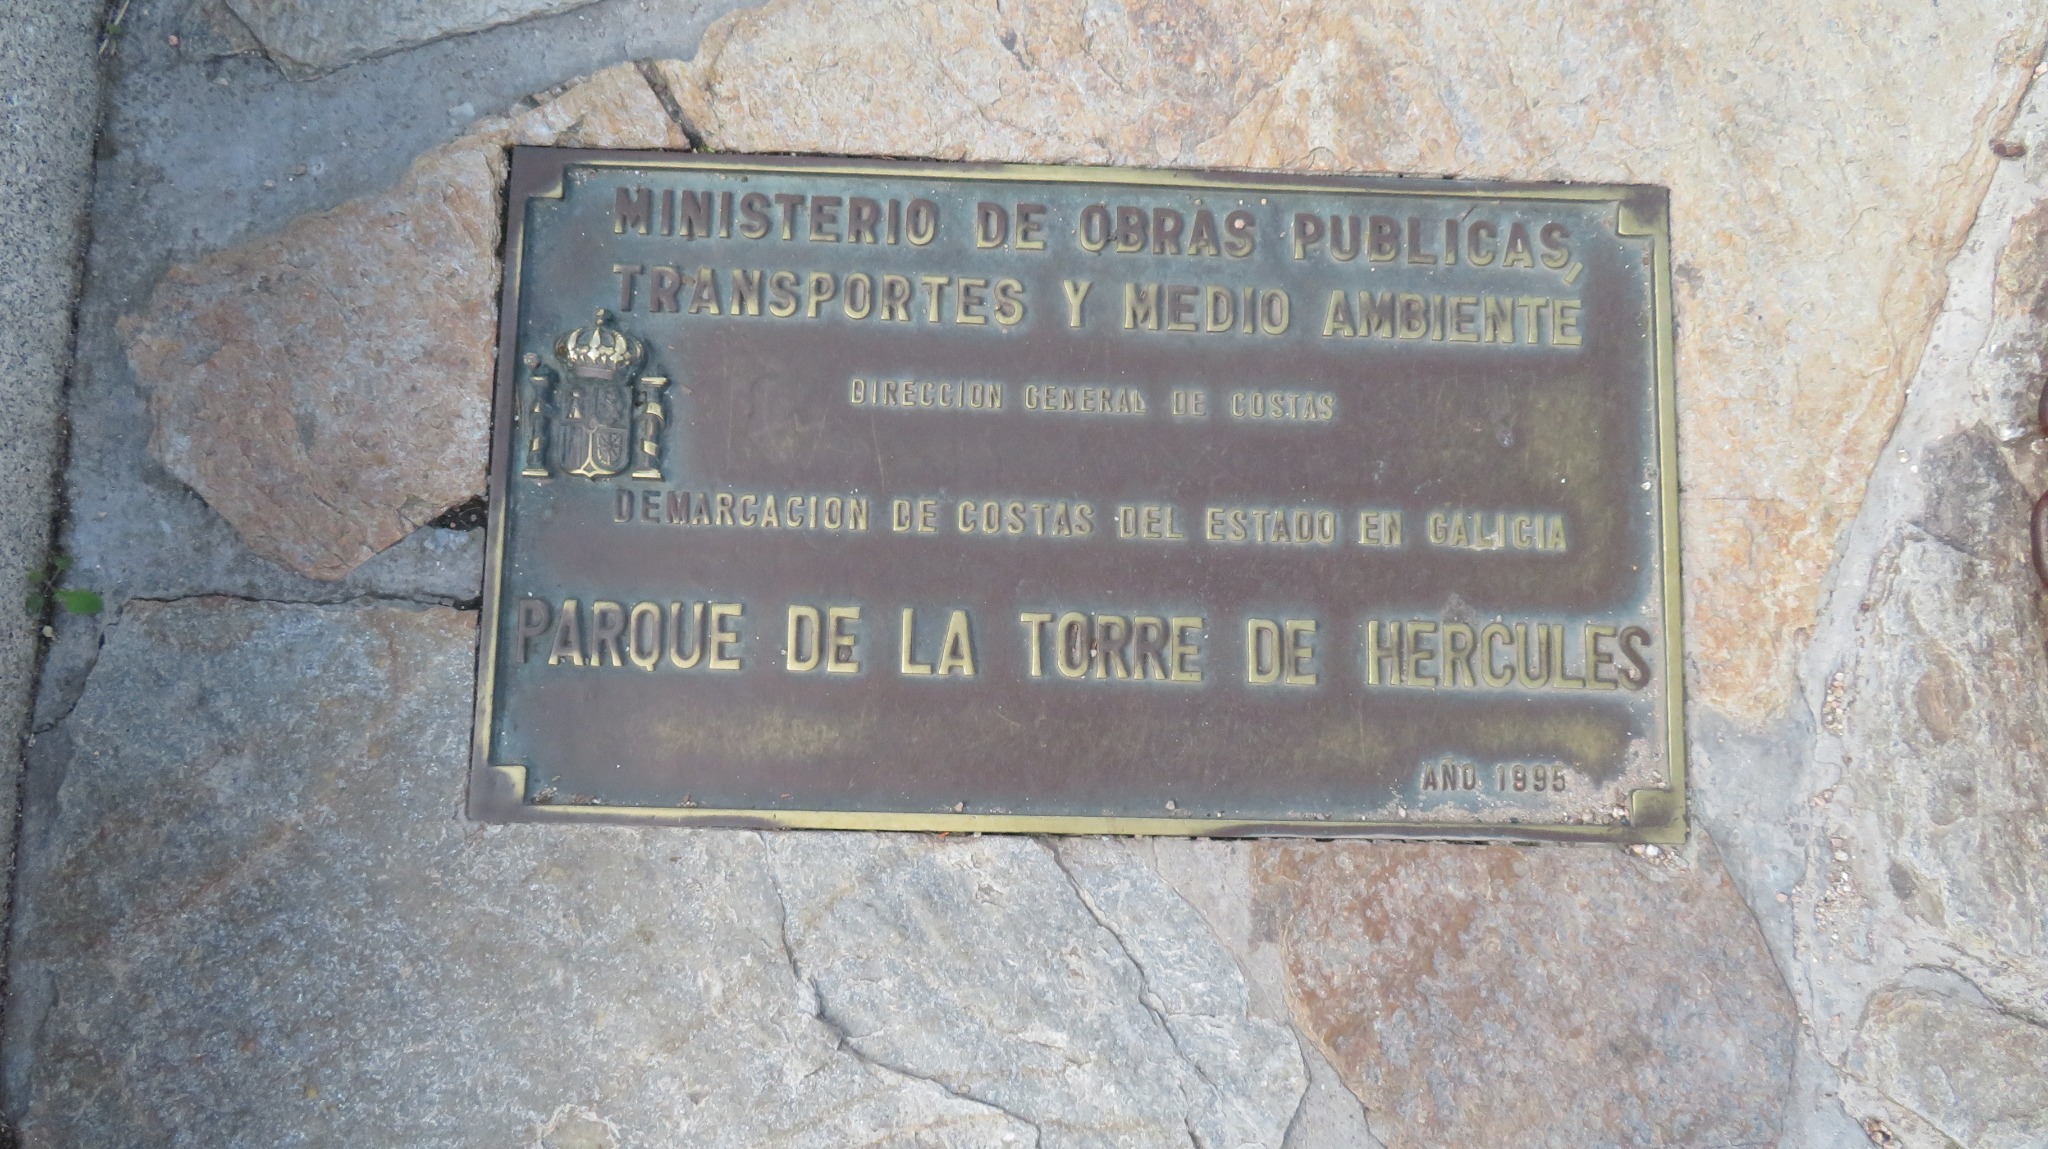 MINISTERIO DE OBRAS PUBLICAS,
TRANSPORTES Y MEDIO AMBIENTE
DIRECCION GENERAL DE COSTAS
DEMARCACION DE COSTAS DEL ESTADO EN GALICIA
PARQUE DE LA TORRE DE HERCULES
AÑO 1995